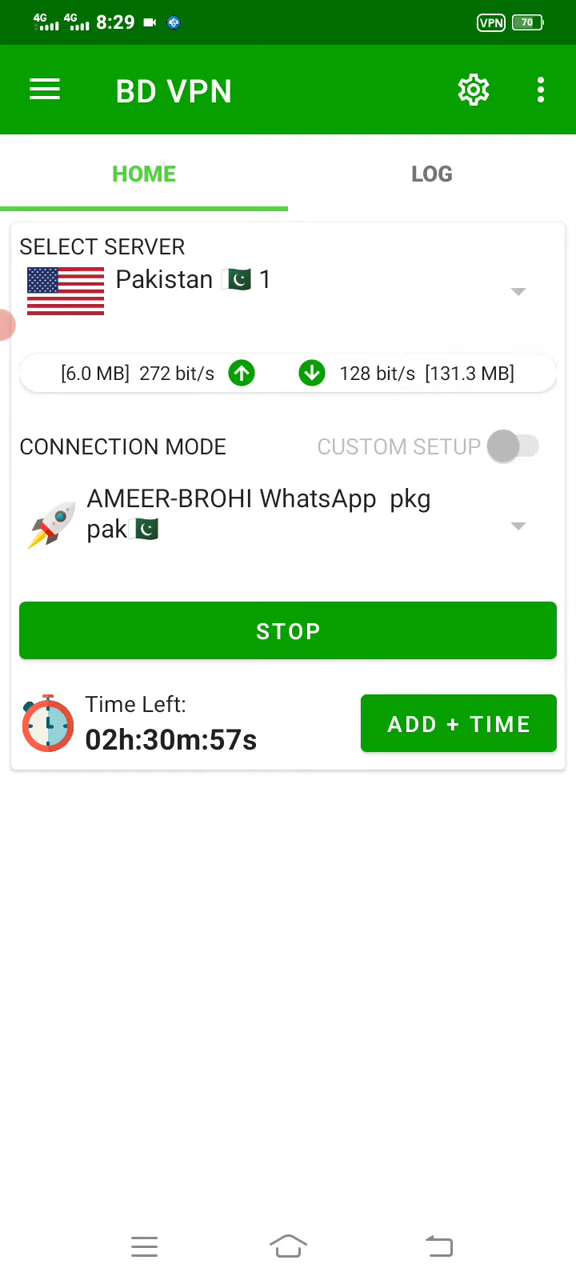 4G 4G 8:29 VPN 70
BD VPN
HOME LOG
SELECT SERVER
Pakistan 🇵🇰 1
[6.0 MB] 272 bit/s 128 bit/s [131.3 MB]
CONNECTION MODE CUSTOM SETUP
AMEER-BROHI WhatsApp pkg
pak🇵🇰
STOP
Time Left:
02h:30m:57s
ADD + TIME